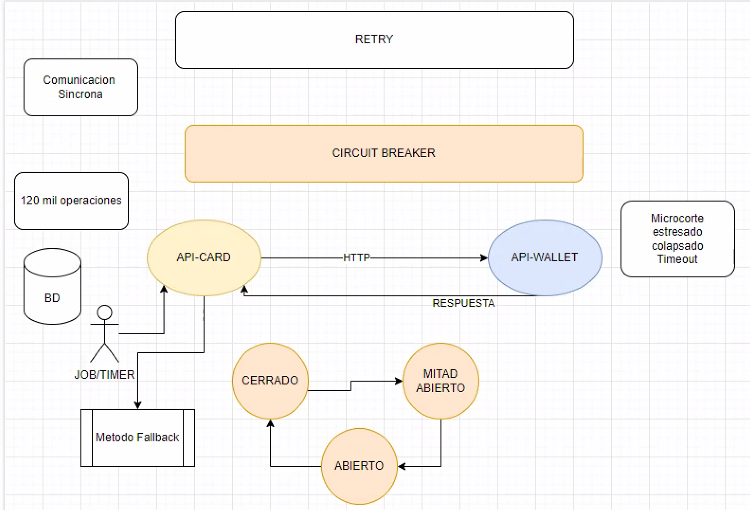 RETRY
Comunicacion
Sincrona
CIRCUIT BREAKER
120 mil operaciones
Microcorte
estresado
colapsado
Timeout
API-CARD
HTTP
API-WALLET
BD
RESPUESTA
JOB/TIMER
CERRADO
MITAD
ABIERTO
Metodo Fallback
ABIERTO